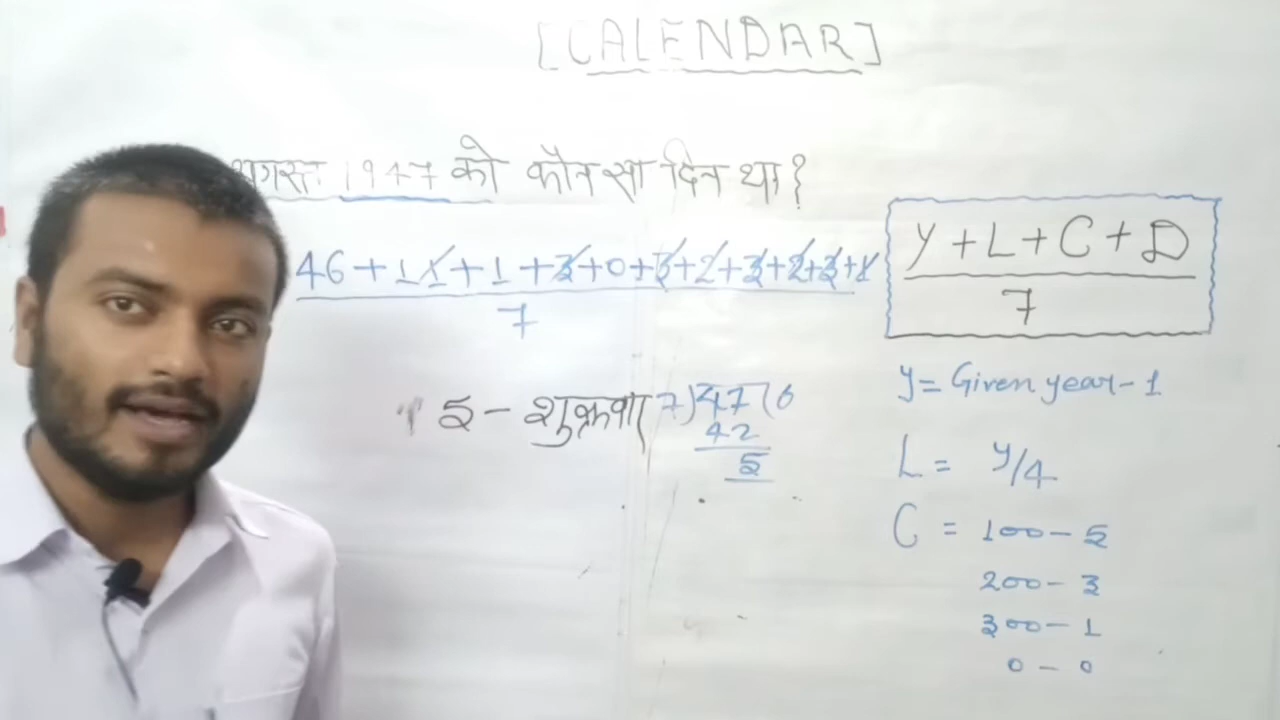 [CALENDAR]
अगस्त 1947 को कौन सा दिन था?
46+11+1+3+0+3+2+3+2+3+1
7
5 - शुक्रवार
7)47(6
42
5
Y+L+C+D
7
y = Given year - 1
L = y/4
C = 100 - 5
200 - 3
300 - 1
0 - 0